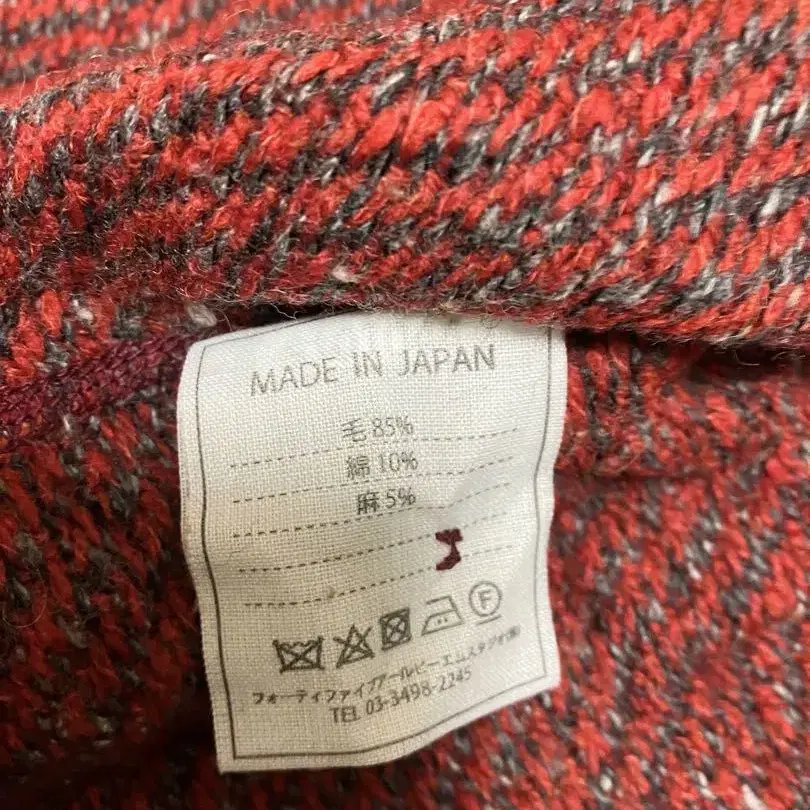 MADE IN JAPAN
毛 85%
綿 10%
麻 5%
F
フォーティファイブアールピーエムスタヂオ(株)
TEL 03-3498-2245